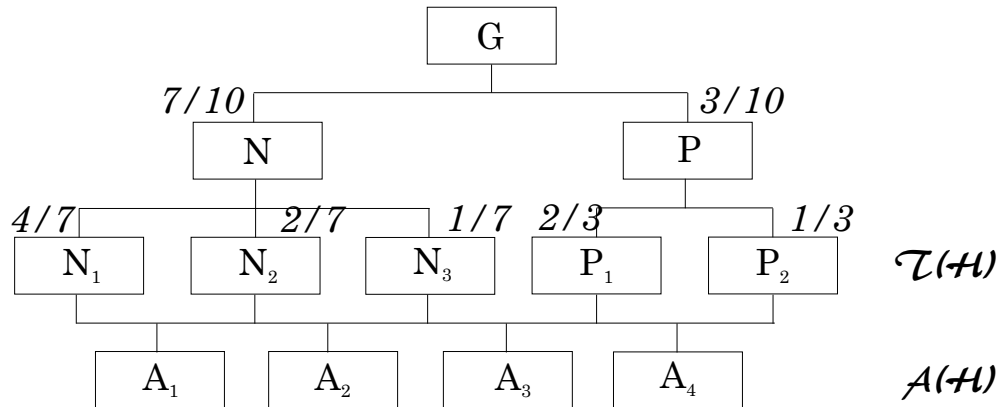 G
7/10 3/10
N P
4/7 2/7 1/7 2/3 1/3
N₁ N₂ N₃ P₁ P₂ 𝒯(ℋ)
A₁ A₂ A₃ A₄ 𝒜(ℋ)